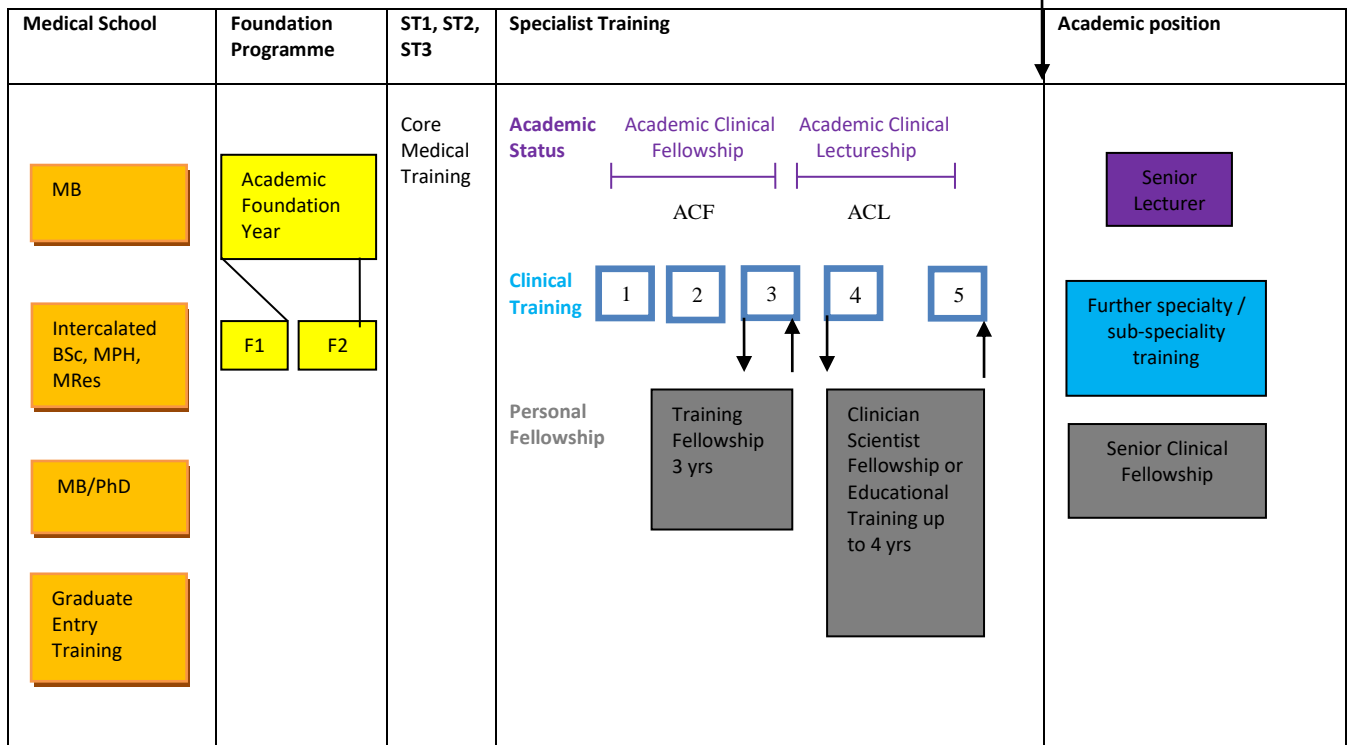 Medical School
Foundation
Programme
ST1, ST2,
ST3
Specialist Training
Academic position
MB
Intercalated
BSc, MPH,
MRes
MB/PhD
Graduate
Entry
Training
Academic
Foundation
Year
F1
F2
Core
Medical
Training
Academic
Status
Academic Clinical
Fellowship
Academic Clinical
Lectureship
ACF
ACL
Clinical
Training
1
2
3
4
5
Personal
Fellowship
Training
Fellowship
3 yrs
Clinician
Scientist
Fellowship or
Educational
Training up
to 4 yrs
Senior
Lecturer
Further specialty /
sub-speciality
training
Senior Clinical
Fellowship